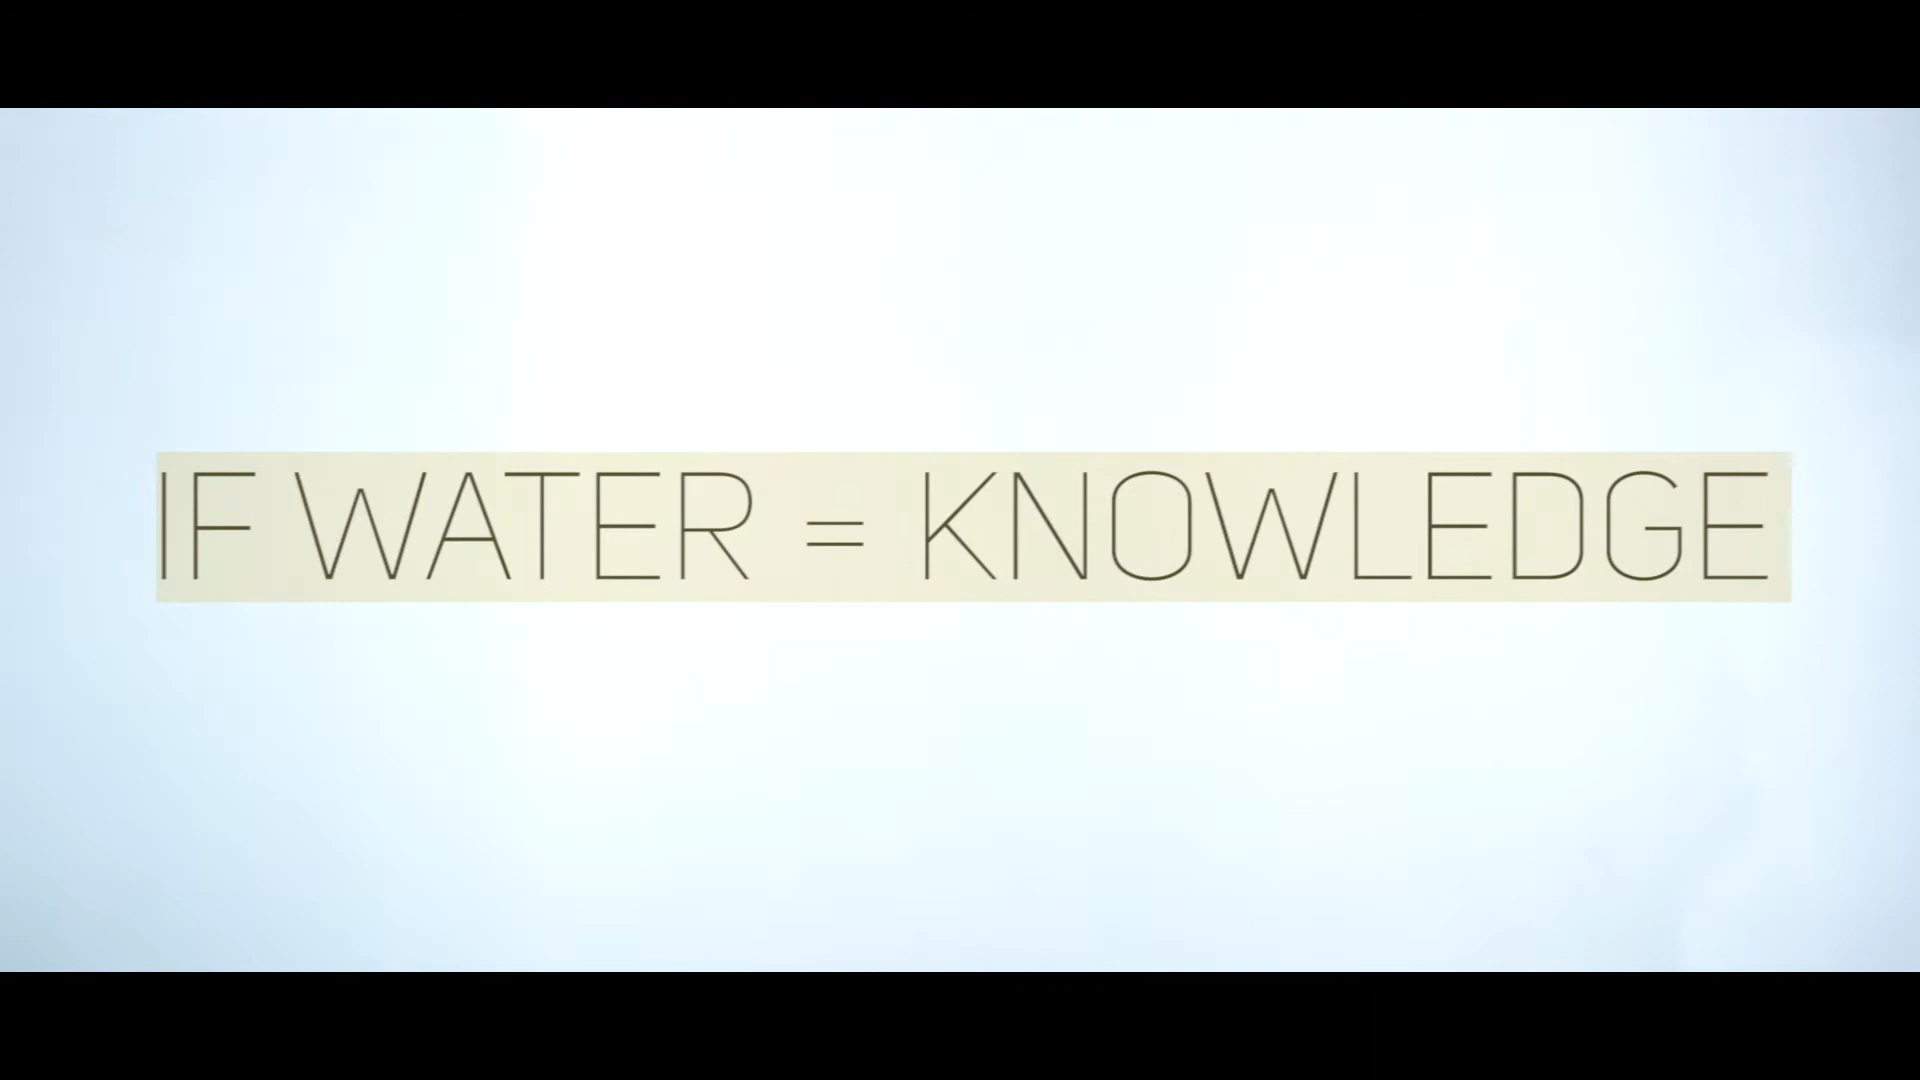 IF WATER = KNOWLEDGE